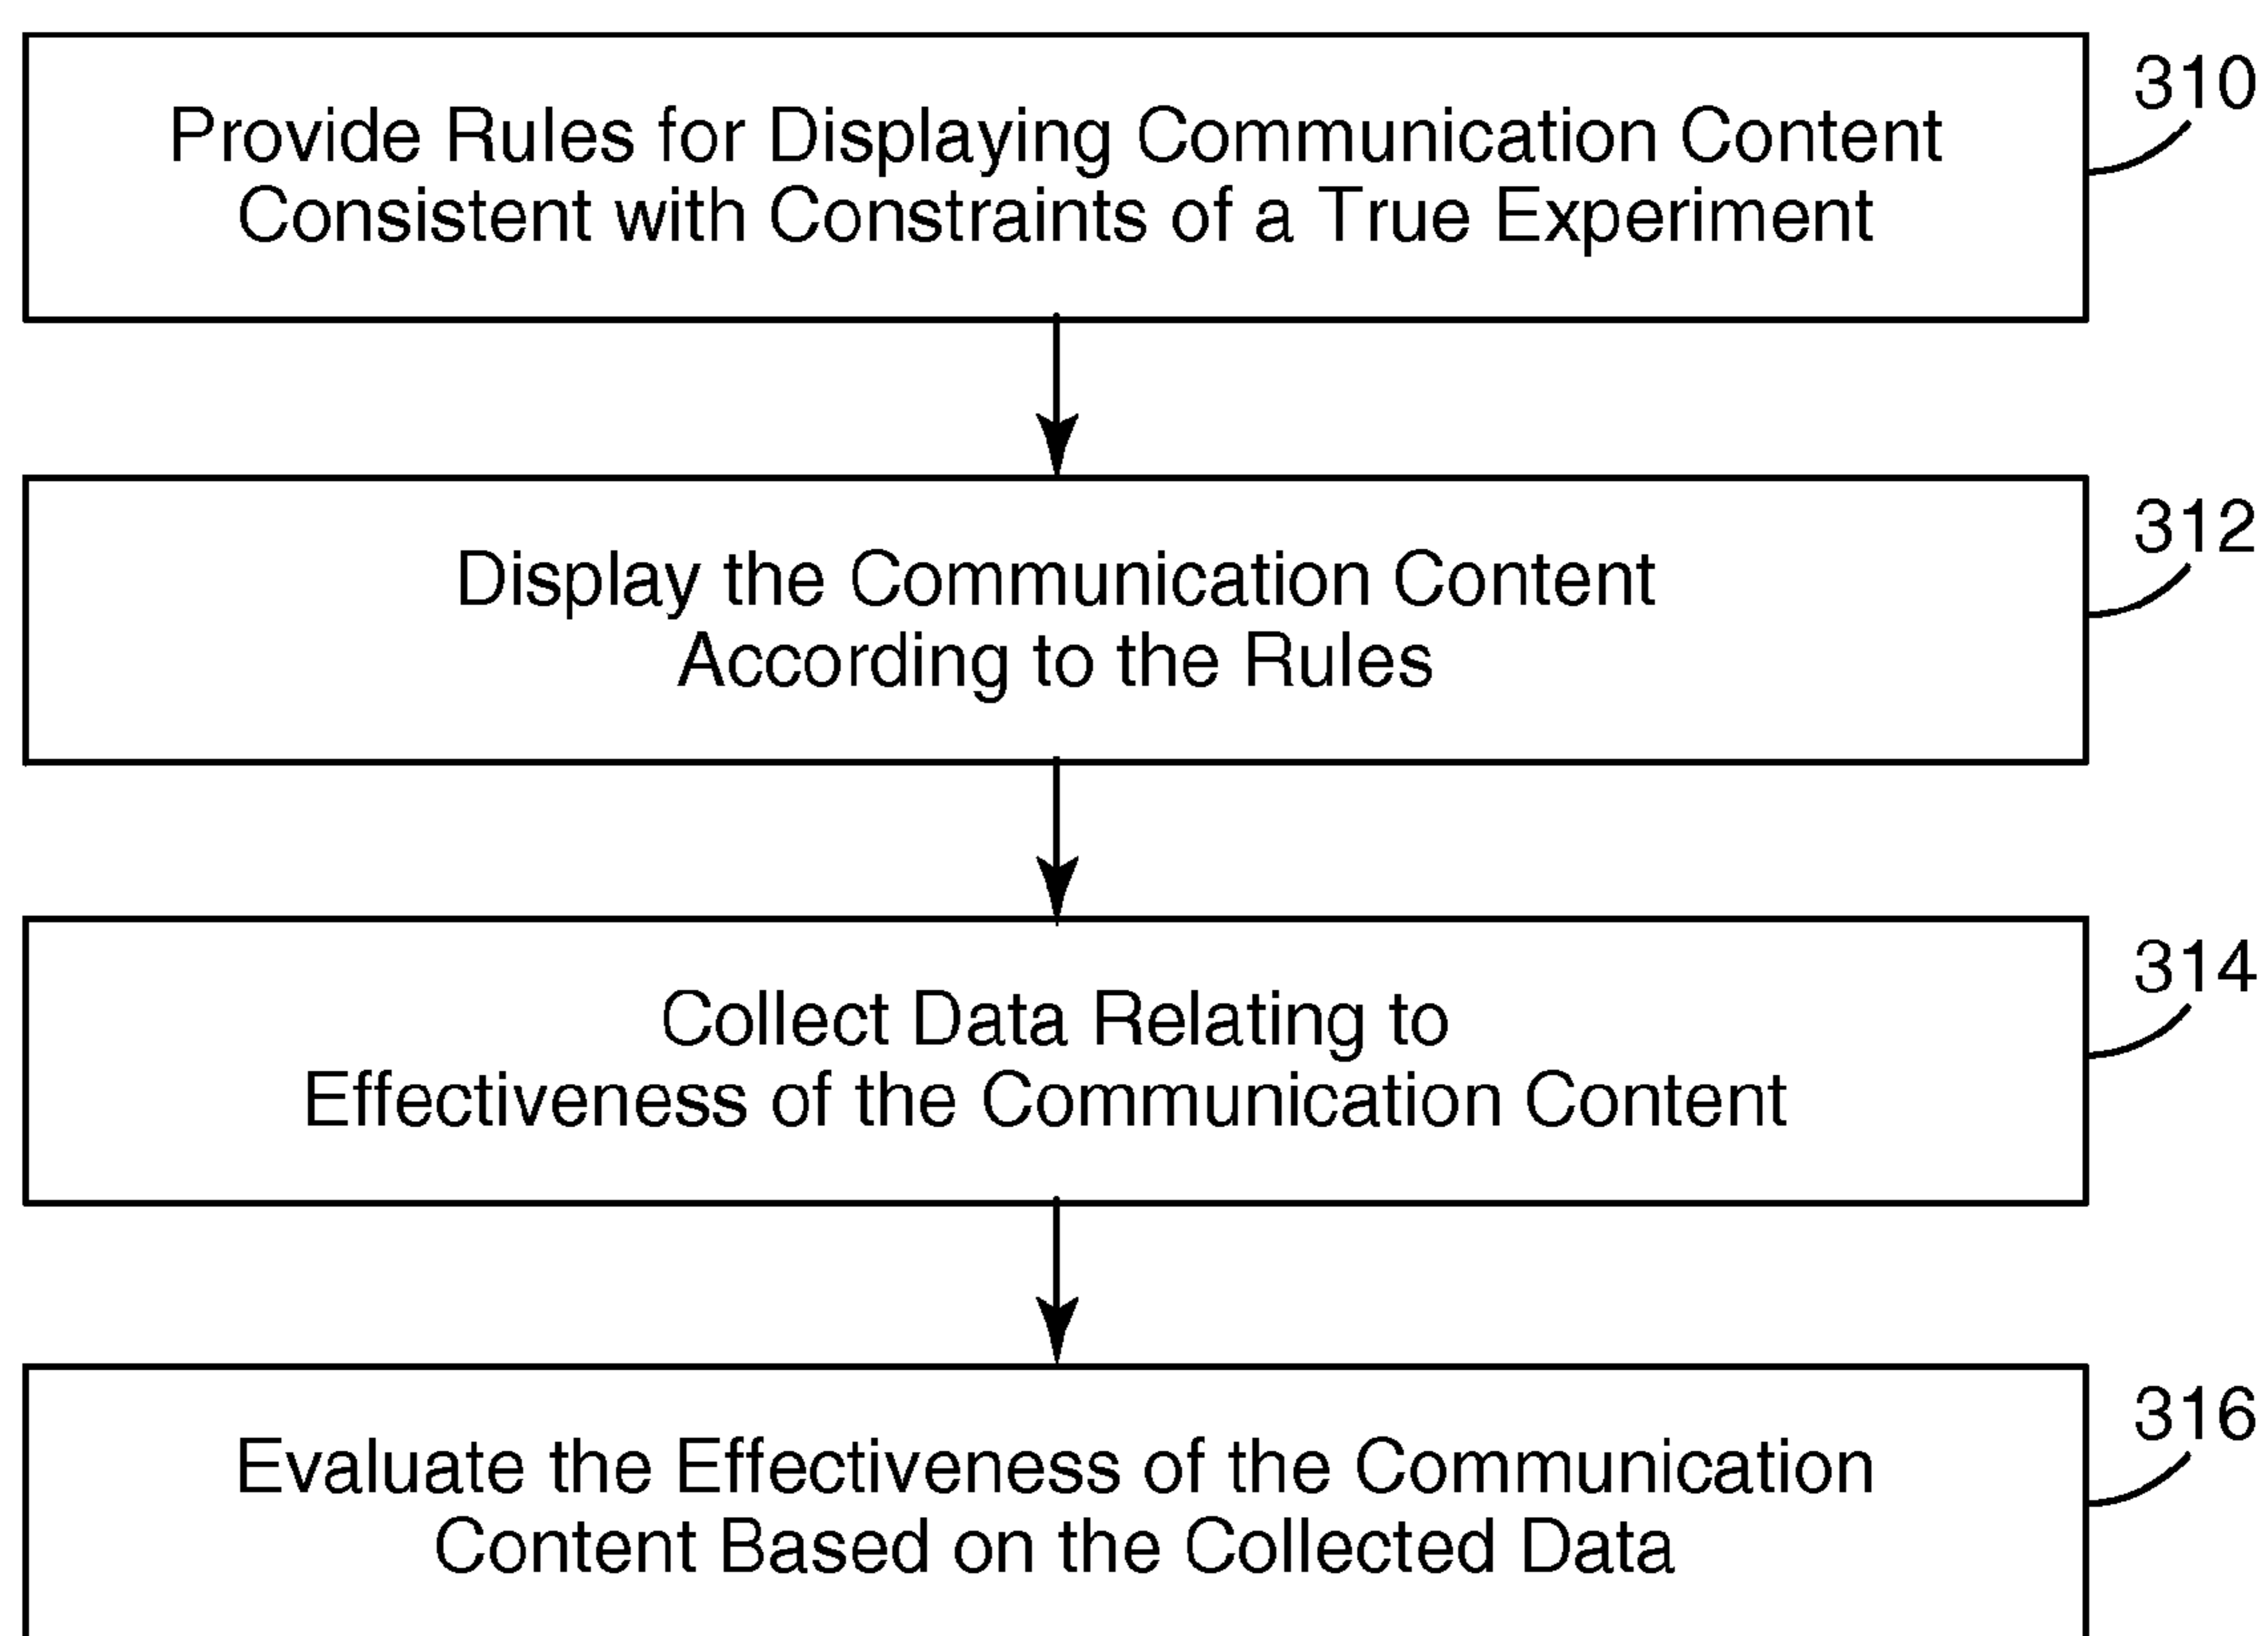 310
Provide Rules for Displaying Communication Content
Consistent with Constraints of a True Experiment
312
Display the Communication Content
According to the Rules
314
Collect Data Relating to
Effectiveness of the Communication Content
316
Evaluate the Effectiveness of the Communication
Content Based on the Collected Data